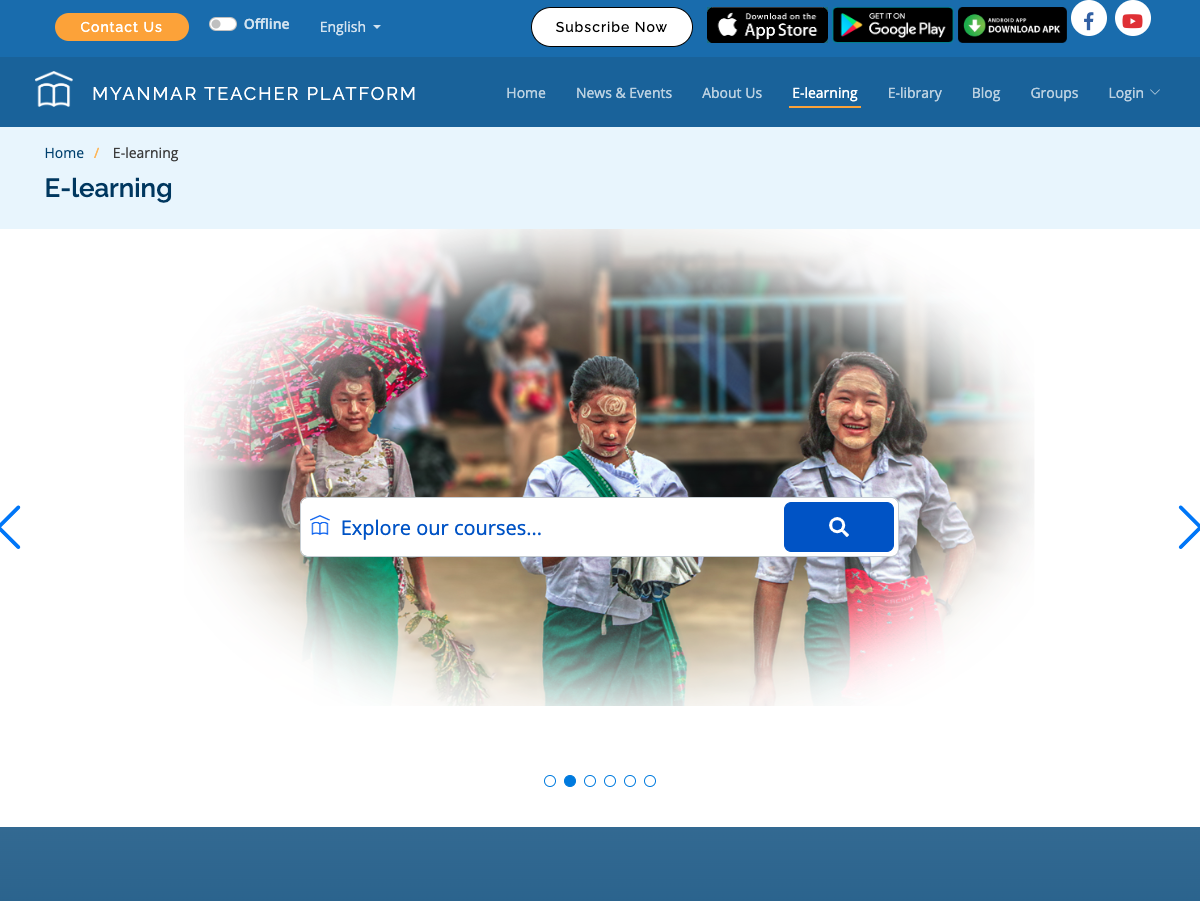 Contact Us
Offline
English
Subscribe Now
Download on the
App Store
GET IT ON
Google Play
ANDROID APP
DOWNLOAD APK
MYANMAR TEACHER PLATFORM
Home
News & Events
About Us
E-learning
E-library
Blog
Groups
Login
Home / E-learning
E-learning
Explore our courses...